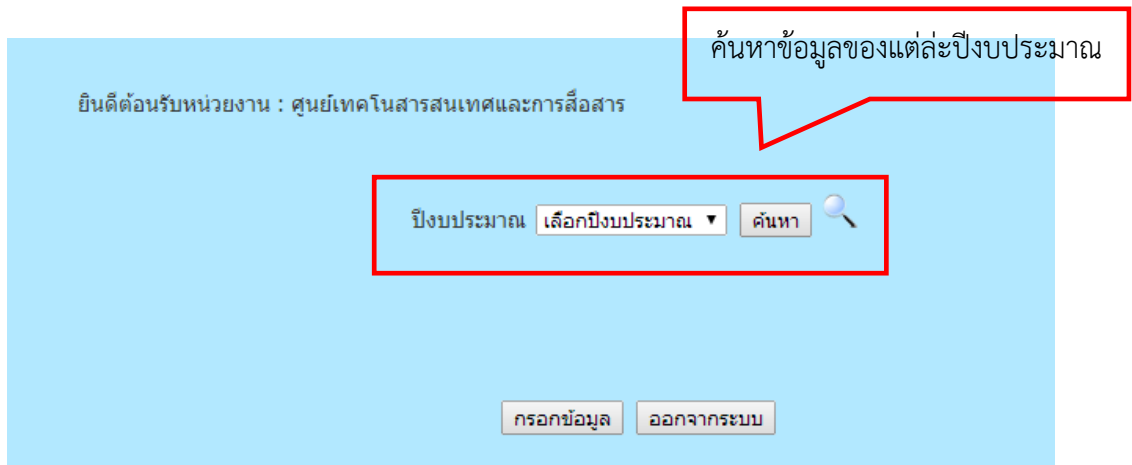 ค้นหาข้อมูลของแต่ล่ะปีงบประมาณ
ยินดีต้อนรับหน่วยงาน : ศูนย์เทคโนสารสนเทศและการสื่อสาร
ปีงบประมาณ เลือกปีงบประมาณ ค้นหา
กรอกข้อมูล ออกจากระบบ